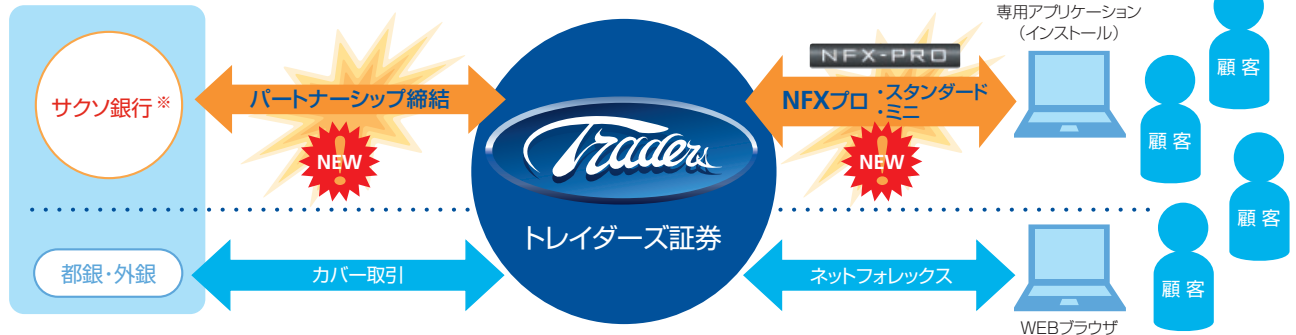 サクソ銀行※
パートナーシップ締結
NEW
Traders
トレイダーズ証券
NFX-PRO
NFXプロ ・スタンダード
・ミニ
NEW
専用アプリケーション
（インストール）
顧 客
顧 客
顧 客
顧 客
都銀・外銀
カバー取引
ネットフォレックス
WEBブラウザ